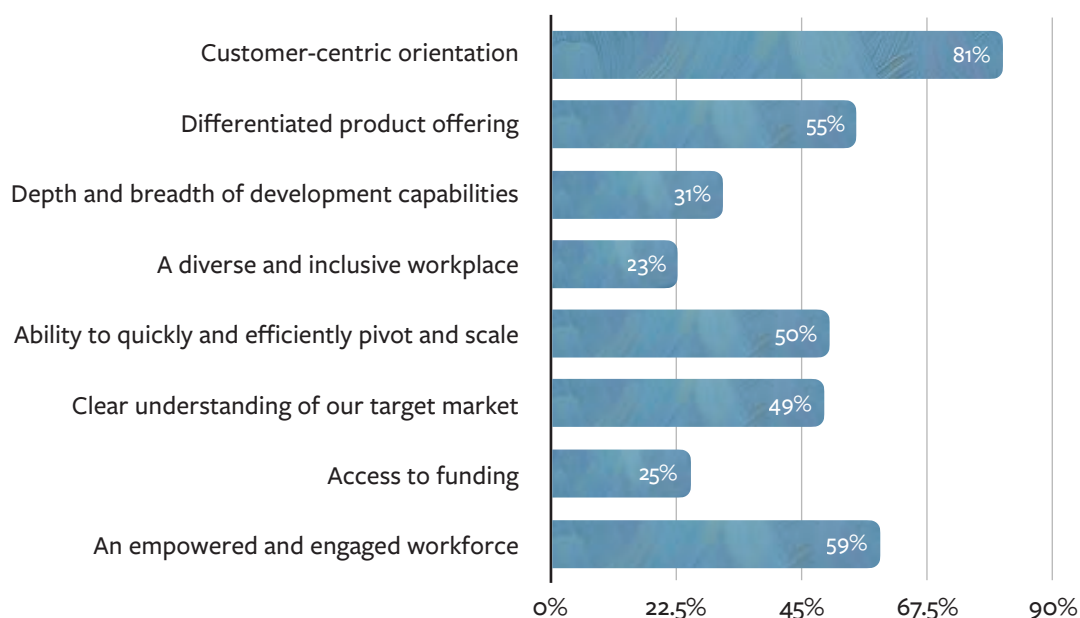 Customer-centric orientation 81%
Differentiated product offering 55%
Depth and breadth of development capabilities 31%
A diverse and inclusive workplace 23%
Ability to quickly and efficiently pivot and scale 50%
Clear understanding of our target market 49%
Access to funding 25%
An empowered and engaged workforce 59%
0% 22.5% 45% 67.5% 90%